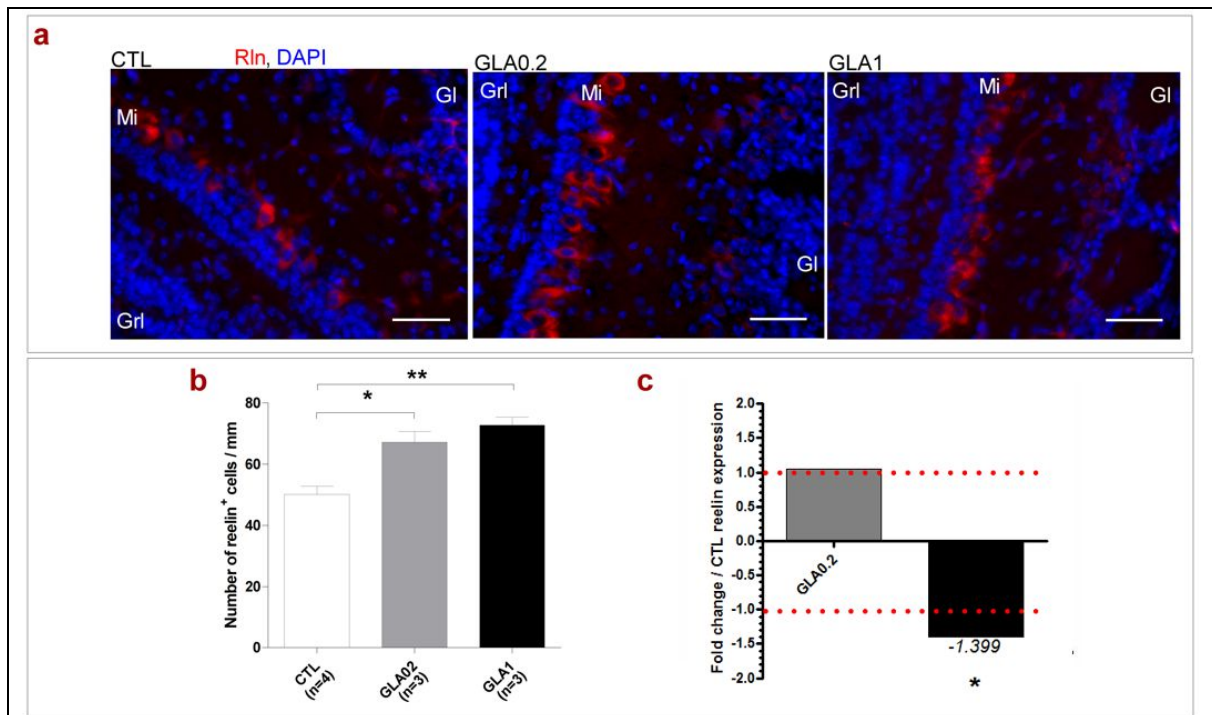 a
CTL
Rln, DAPI
GLA0.2
GLA1
Mi
Gl
Grl
Grl
Mi
Gl
Grl
Mi
Gl
b
**
*
Number of reelin+ cells / mm
80
60
40
20
0
CTL
(n=4)
GLA02
(n=3)
GLA1
(n=3)
c
Fold change / CTL reelin expression
2.0
1.5
1.0
0.5
0.0
-0.5
-1.0
-1.5
-2.0
GLA0.2
-1.399
*